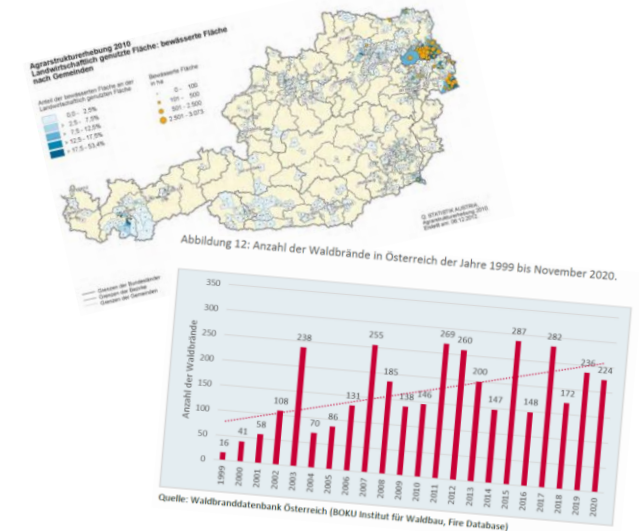 Agrarstrukturerhebung 2010
Landwirtschaftlich genutzte Fläche: bewässerte Fläche
nach Gemeinden
Anteil der bewässerten Fläche an der
Landwirtschaftlich genutzten Fläche
0,0 - 2,5%
> 2,5 - 7,5%
> 7,5 - 12,5%
> 12,5 - 17,5%
> 17,5 - 53,4%
Bewässerte Fläche
in ha
0 - 100
101 - 500
501 - 2.500
2.501 - 3.073
Q: STATISTIK AUSTRIA,
Agrarstrukturerhebung 2010.
Erstellt am: 06.12.2012.
Grenzen der Bundesländer
Grenzen der Bezirke
Grenzen der Gemeinden
Abbildung 12: Anzahl der Waldbrände in Österreich der Jahre 1999 bis November 2020.
Anzahl der Waldbrände
350
300
250
200
150
100
50
0
16
41
58
108
238
70
86
131
255
185
138
146
269
260
200
147
287
148
282
172
236
224
1999
2000
2001
2002
2003
2004
2005
2006
2007
2008
2009
2010
2011
2012
2013
2014
2015
2016
2017
2018
2019
2020
Quelle: Waldbranddatenbank Österreich (BOKU Institut für Waldbau, Fire Database)